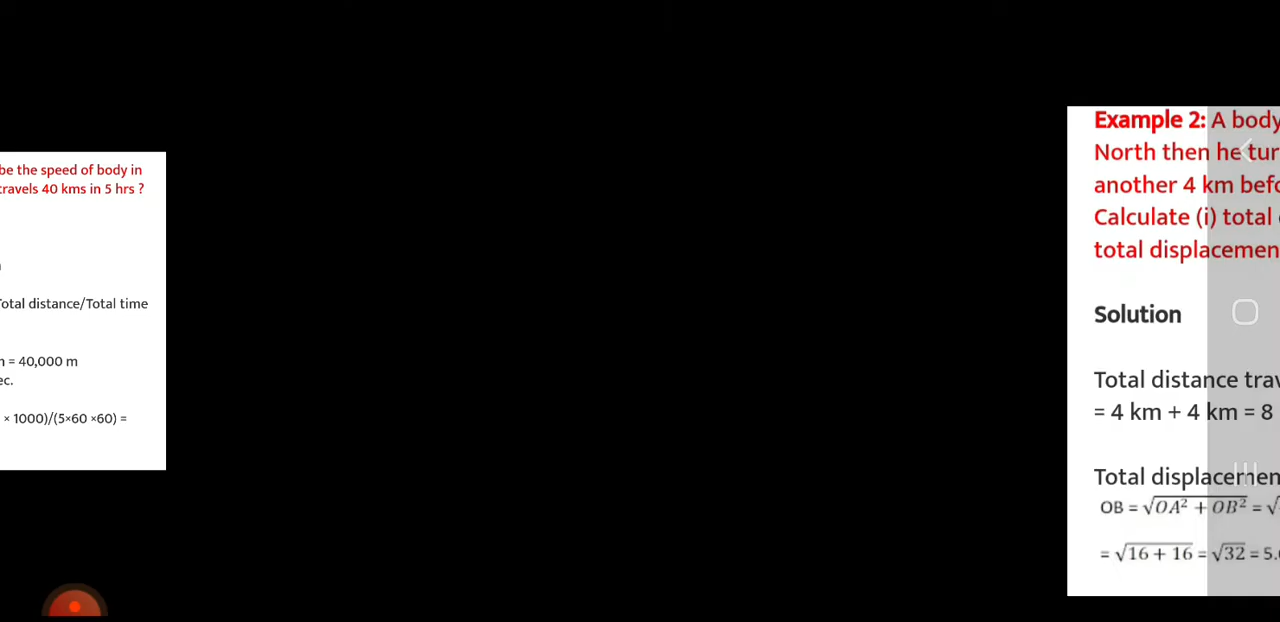 be the speed of body in
travels 40 kms in 5 hrs ?
Total distance/Total time
= 40,000 m
ec.
× 1000)/(5×60 ×60) =
Example 2: A body
North then he tur
another 4 km befo
Calculate (i) total
total displacemen
Solution
Total distance trav
= 4 km + 4 km = 8
Total displacemen
OB = √OA² + OB² = √
= √16 + 16 = √32 = 5.